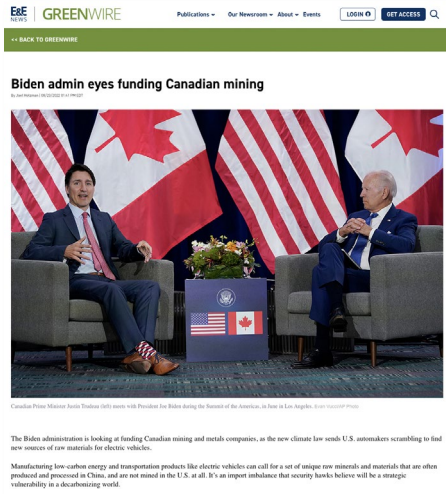 E&E
NEWS
GREENWIRE
Publications
Our Newsroom
About
Events
LOGIN
GET ACCESS
<< BACK TO GREENWIRE
Biden admin eyes funding Canadian mining
Canadian Prime Minister Justin Trudeau (left) meets with President Joe Biden during the Summit of the Americas, in June in Los Angeles.
The Biden administration is looking at funding Canadian mining and metals companies, as the new climate law sends U.S. automakers scrambling to find
new sources of raw materials for electric vehicles.
Manufacturing low-carbon energy and transportation products like electric vehicles can call for a set of unique raw minerals and materials that are often
produced and processed in China, and are not mined in the U.S. at all. It's an import imbalance that security hawks believe will be a strategic
vulnerability in a decarbonizing world.